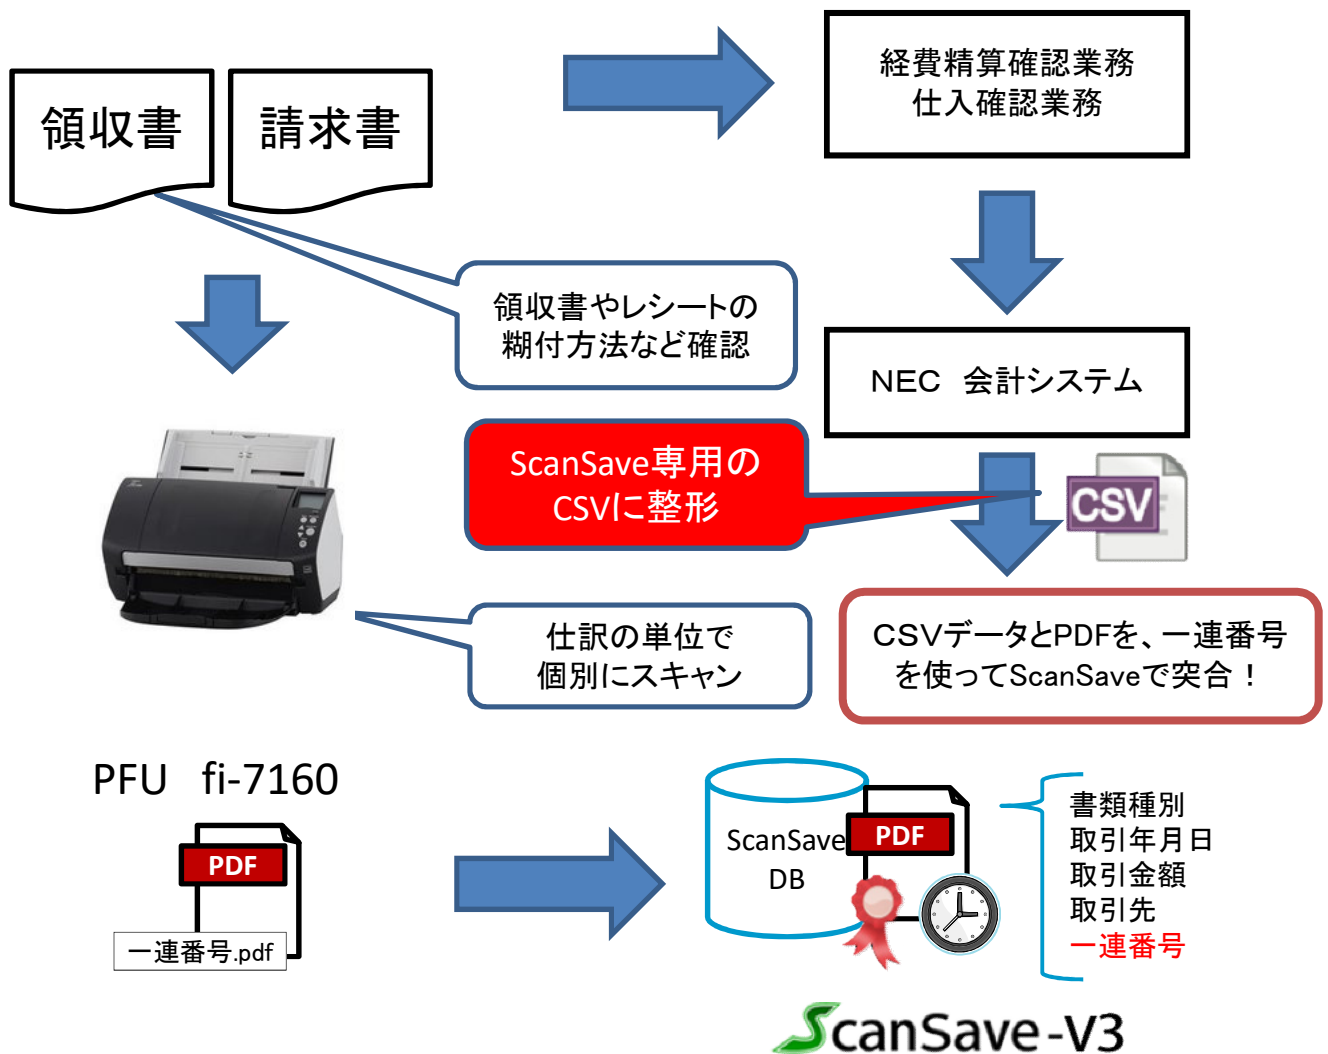 領収書
請求書
経費精算確認業務
仕入確認業務
領収書やレシートの
糊付方法など確認
NEC　会計システム
ScanSave専用の
CSVに整形
CSV
仕訳の単位で
個別にスキャン
CSVデータとPDFを、一連番号
を使ってScanSaveで突合！
PFU　fi-7160
PDF
一連番号.pdf
ScanSave
DB
PDF
書類種別
取引年月日
取引金額
取引先
一連番号
ScanSave-V3